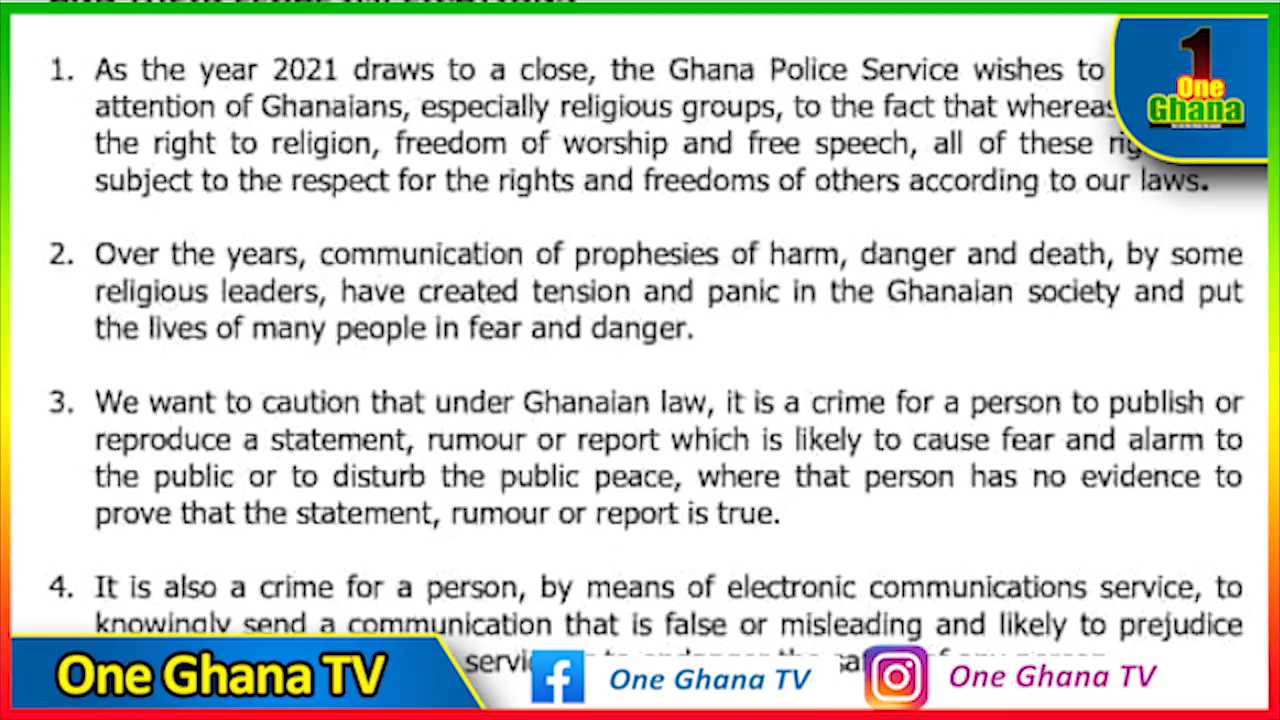 1. As the year 2021 draws to a close, the Ghana Police Service wishes to
attention of Ghanaians, especially religious groups, to the fact that whereas
the right to religion, freedom of worship and free speech, all of these
subject to the respect for the rights and freedoms of others according to our laws.
2. Over the years, communication of prophesies of harm, danger and death, by some
religious leaders, have created tension and panic in the Ghanaian society and put
the lives of many people in fear and danger.
3. We want to caution that under Ghanaian law, it is a crime for a person to publish or
reproduce a statement, rumour or report which is likely to cause fear and alarm to
the public or to disturb the public peace, where that person has no evidence to
prove that the statement, rumour or report is true.
4. It is also a crime for a person, by means of electronic communications service, to
knowingly send a communication that is false or misleading and likely to prejudice
1
One
Ghana
One Ghana TV
One Ghana TV
One Ghana TV